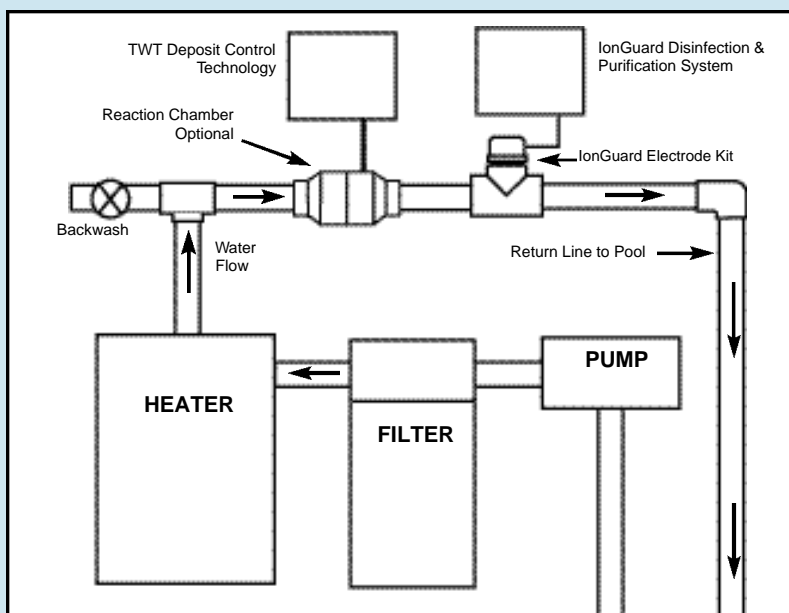 TWT Deposit Control
Technology
IonGuard Disinfection &
Purification System
Reaction Chamber
Optional
IonGuard Electrode Kit
Backwash
Water
Flow
Return Line to Pool
HEATER
FILTER
PUMP